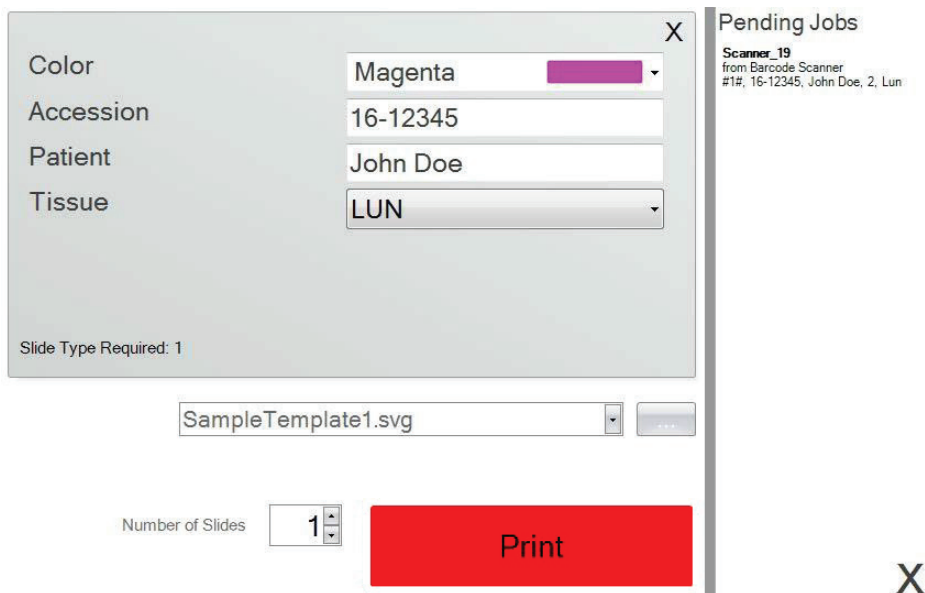 X
Color Magenta
Accession 16-12345
Patient John Doe
Tissue LUN
Slide Type Required: 1
SampleTemplate1.svg ...
Number of Slides 1 Print
Pending Jobs
Scanner_19
from Barcode Scanner
#1#, 16-12345, John Doe, 2, Lun
X